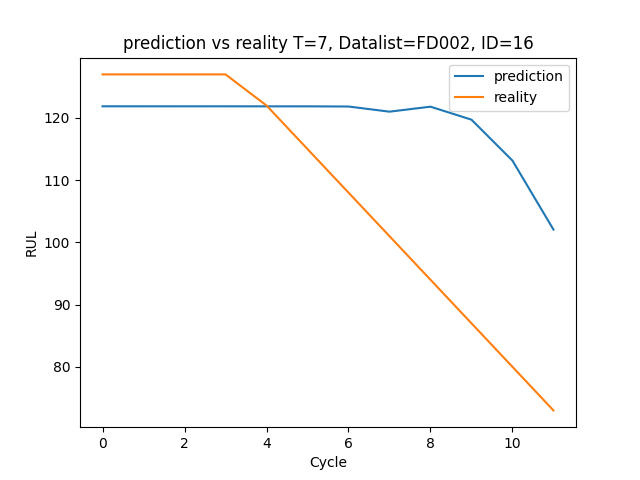 prediction vs reality T=7, Datalist=FD002, ID=16
prediction
reality
120
110
100
90
80
RUL
0 2 4 6 8 10
Cycle